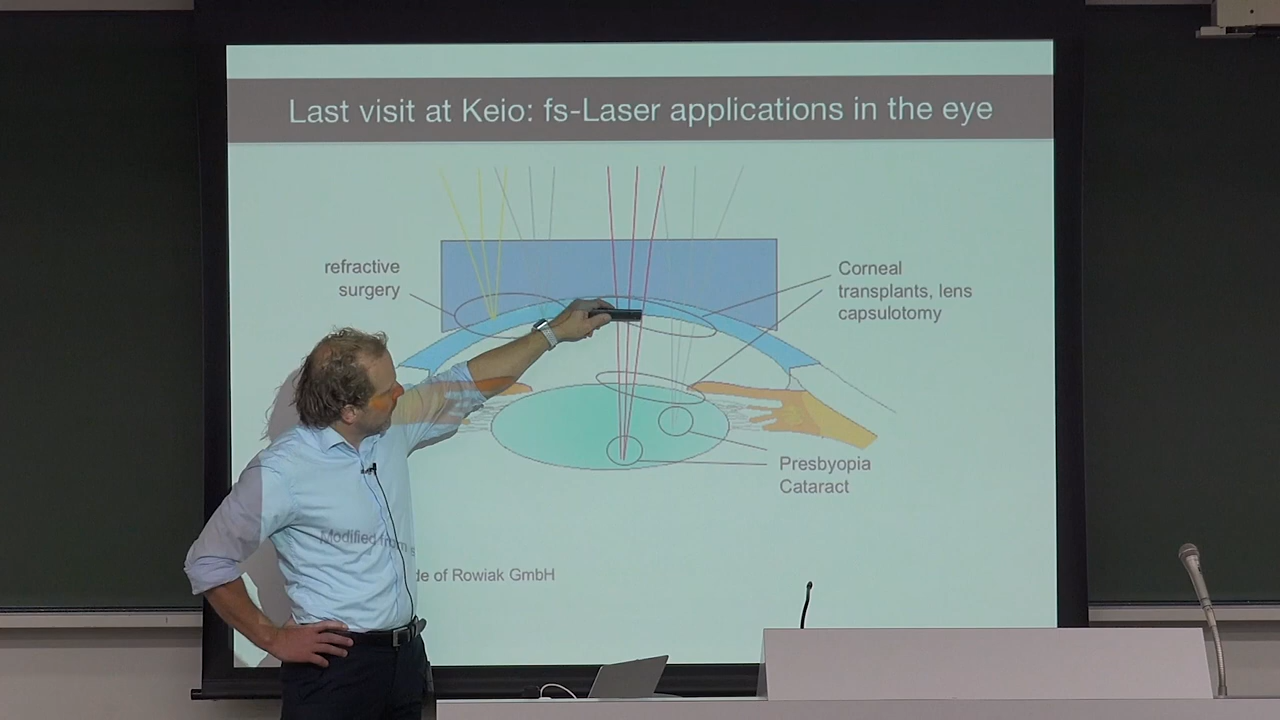 Last visit at Keio: fs-Laser applications in the eye
refractive
surgery
Corneal
transplants, lens
capsulotomy
Presbyopia
Cataract
Modified from
de of Rowiak GmbH